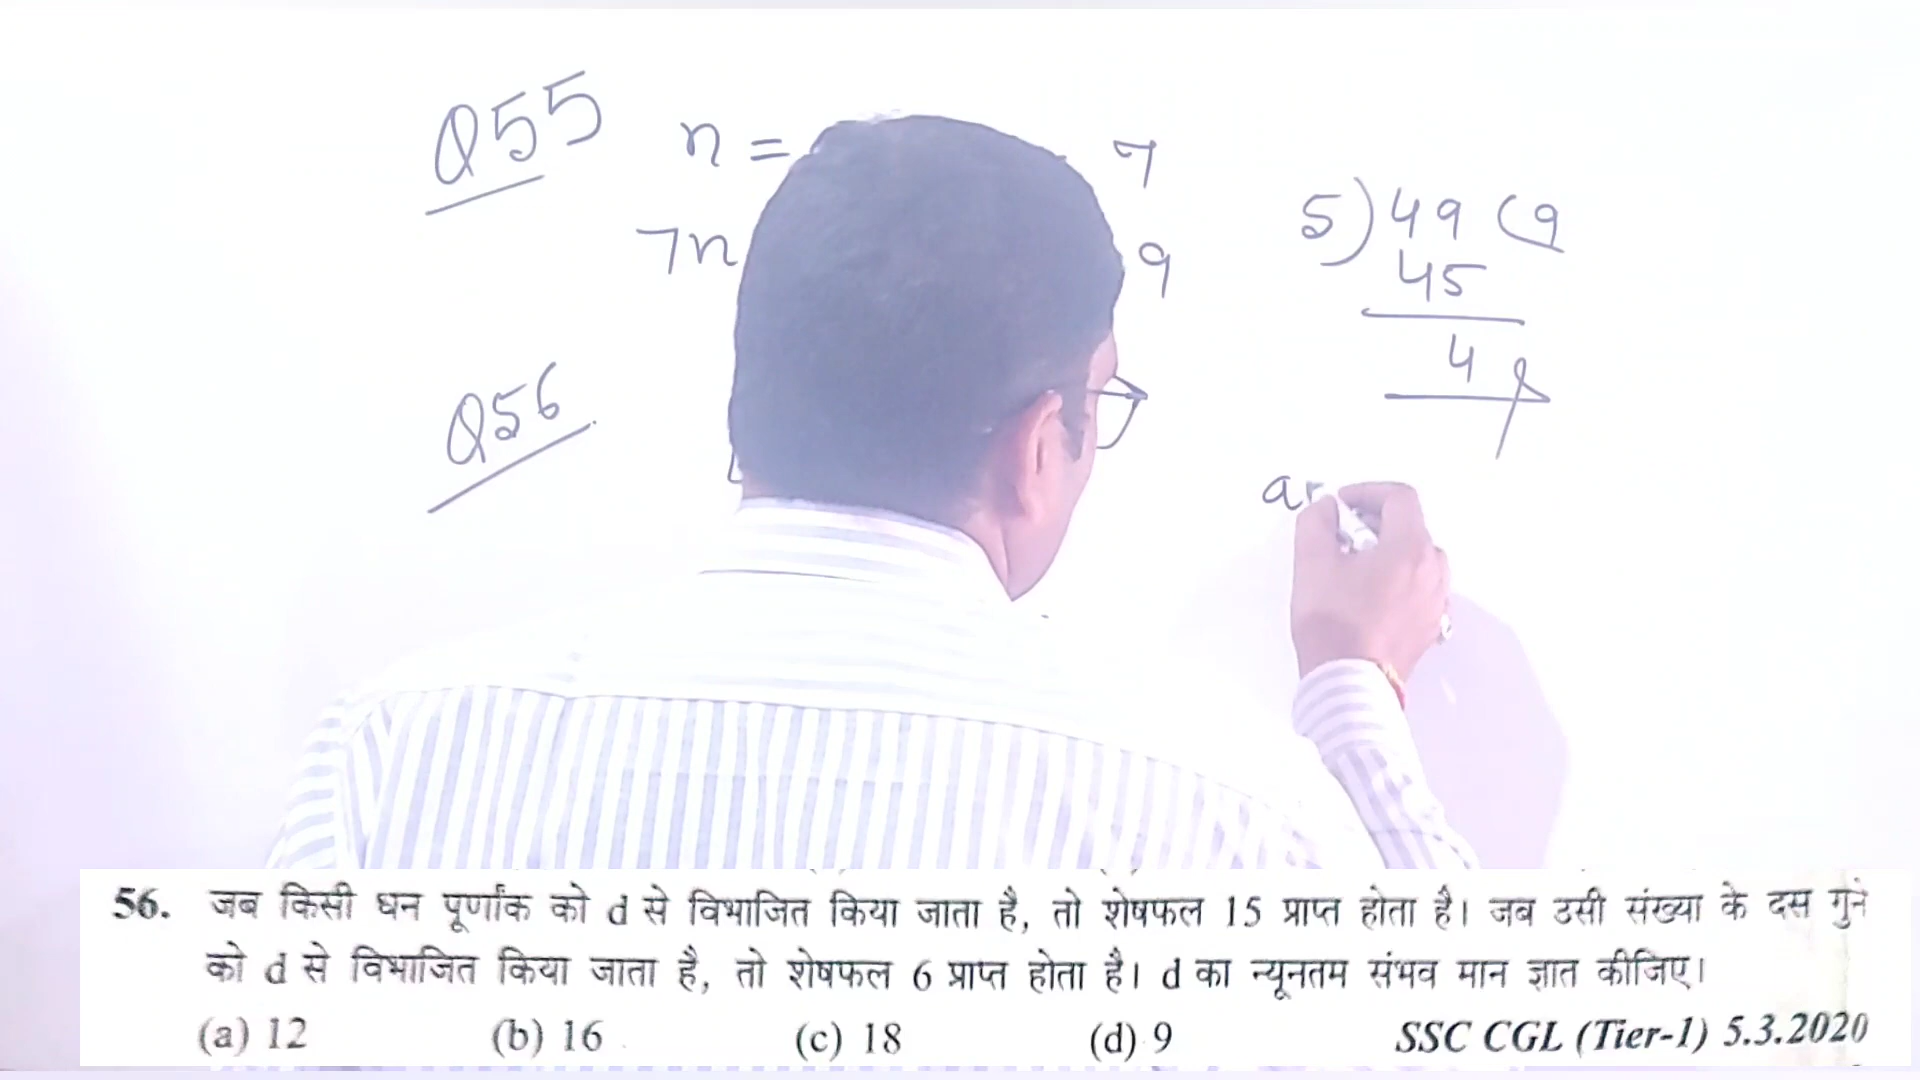 Q55
n = 7
7n 9
5) 49 (9
45
4
Q56
a
56. जब किसी धन पूर्णांक को d से विभाजित किया जाता है, तो शेषफल 15 प्राप्त होता है। जब उसी संख्या के दस गुने
को d से विभाजित किया जाता है, तो शेषफल 6 प्राप्त होता है। d का न्यूनतम संभव मान ज्ञात कीजिए।
(a) 12 (b) 16 (c) 18 (d) 9 SSC CGL (Tier-1) 5.3.2020